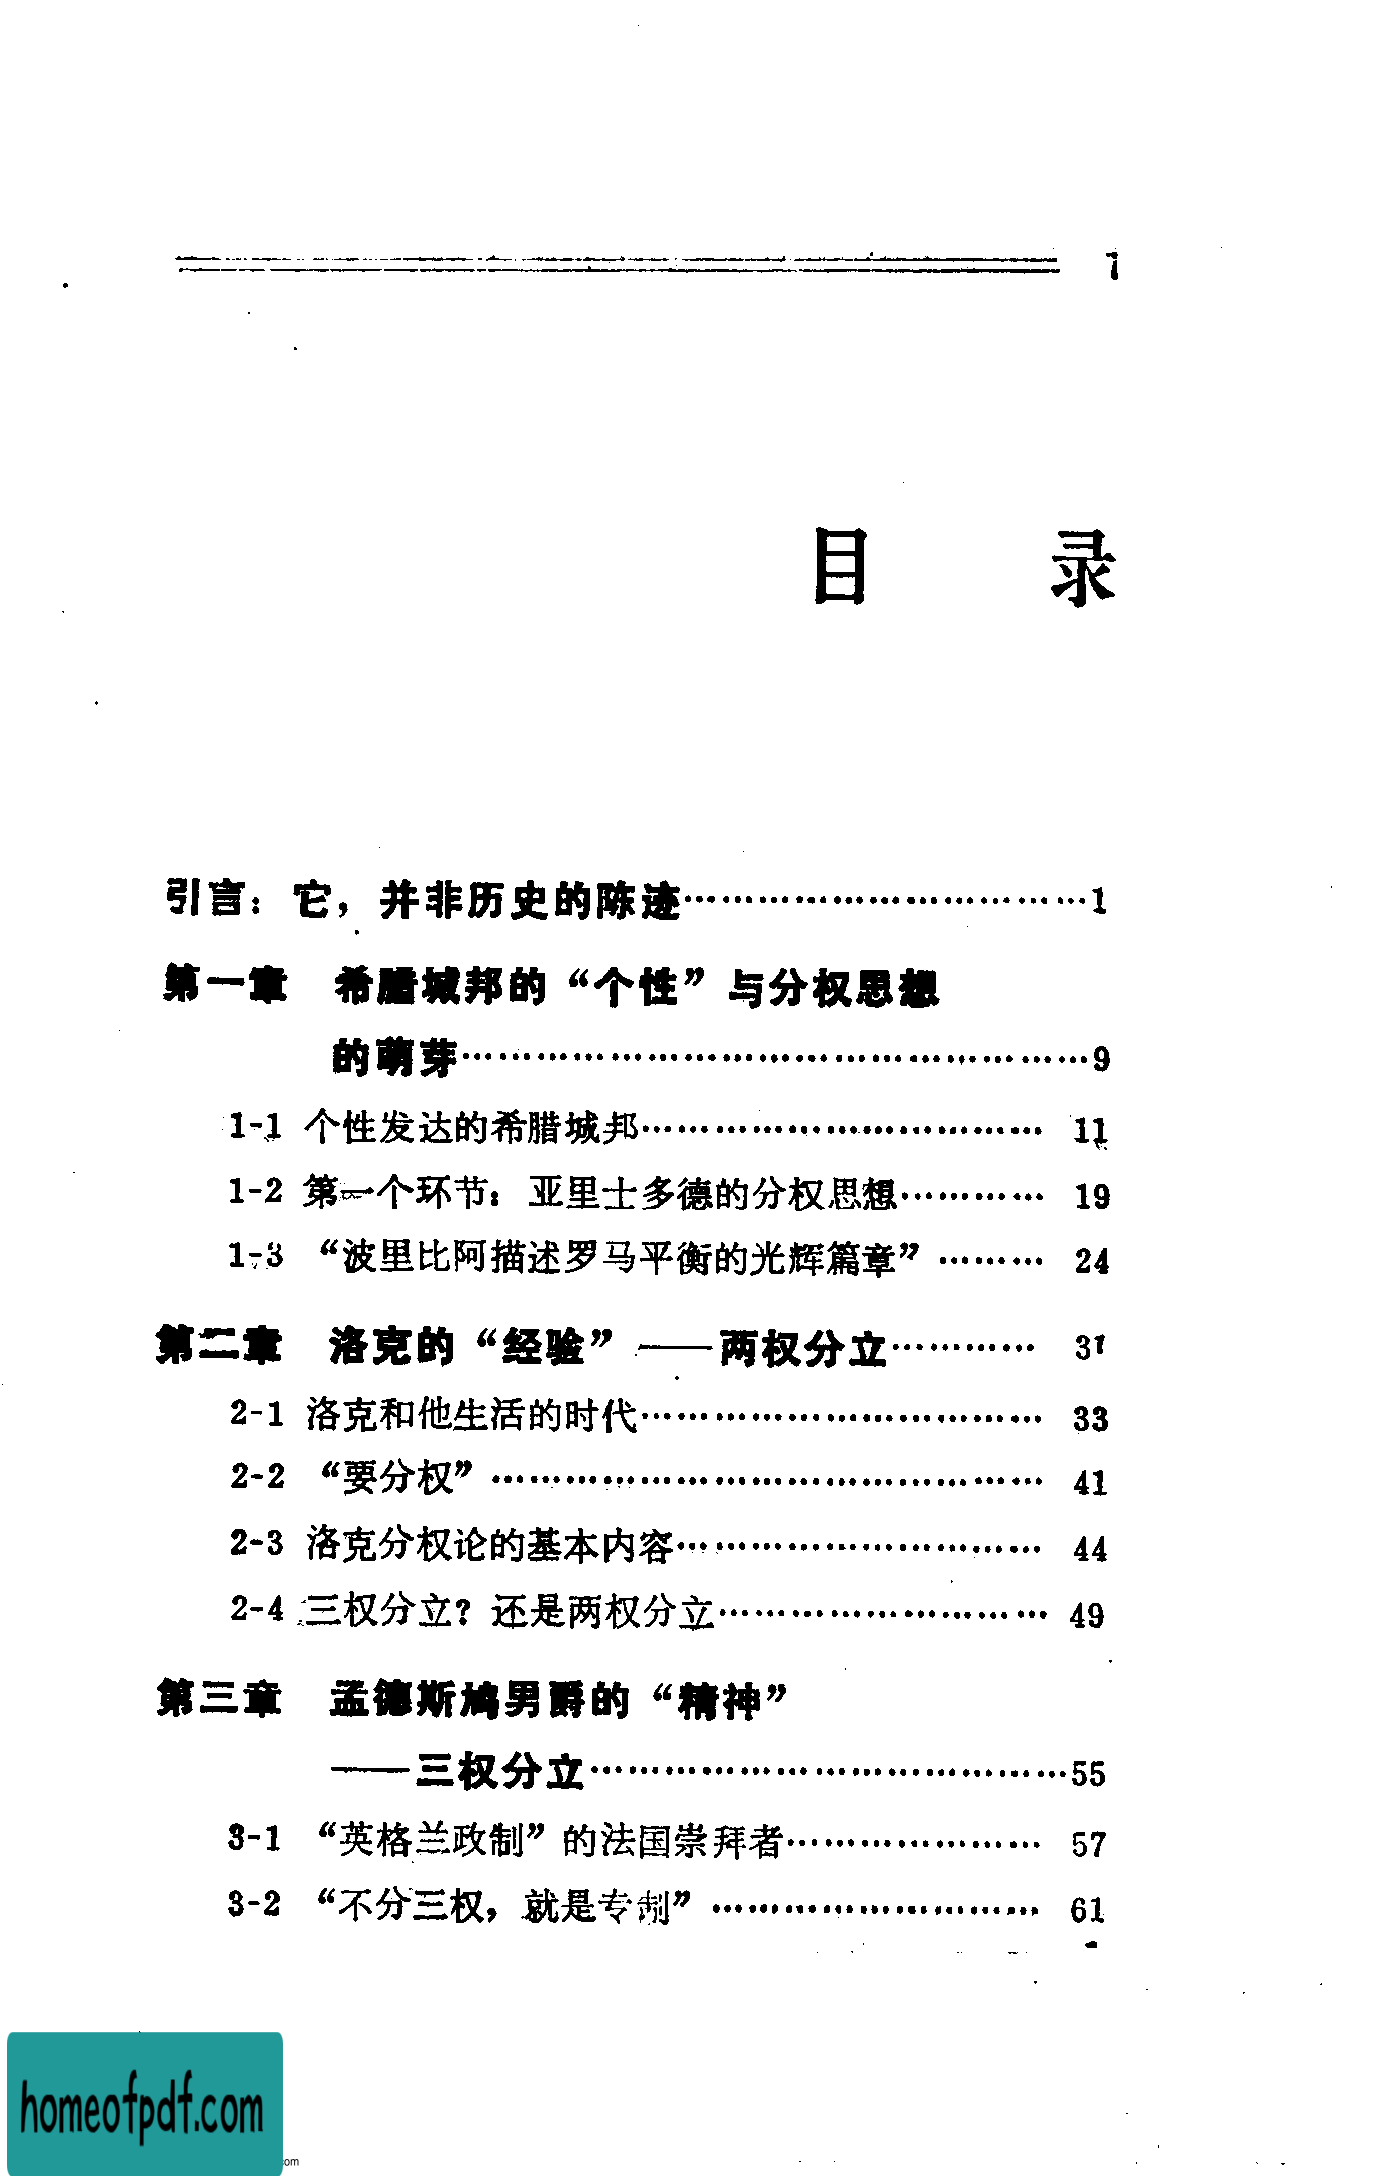 1
目 录
引言：它，并非历史的陈迹………………………………1
第一章 希腊城邦的“个性”与分权思想
的萌芽………………………………………………9
1-1 个性发达的希腊城邦……………………………… 11
1-2 第一个环节：亚里士多德的分权思想………… 19
1-3 “波里比阿描述罗马平衡的光辉篇章”……… 24
第二章 洛克的“经验”——两权分立………… 31
2-1 洛克和他生活的时代……………………………… 33
2-2 “要分权”…………………………………………… 41
2-3 洛克分权论的基本内容…………………………… 44
2-4 三权分立？还是两权分立………………………… 49
第三章 孟德斯鸠男爵的“精神”
——三权分立……………………………………55
3-1 “英格兰政制”的法国崇拜者………………… 57
3-2 “不分三权，就是专制”……………………… 61
homeofpdf.com
com